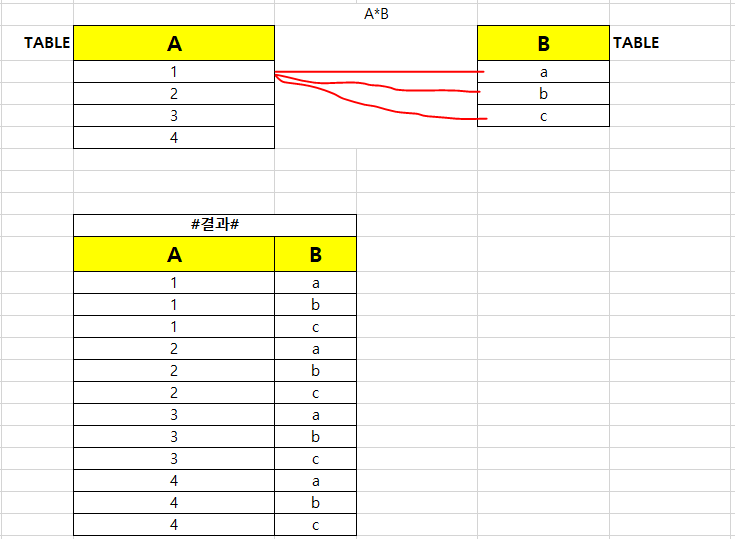 A*B
TABLE A B TABLE
1 a
2 b
3 c
4
#결과#
A B
1 a
1 b
1 c
2 a
2 b
2 c
3 a
3 b
3 c
4 a
4 b
4 c